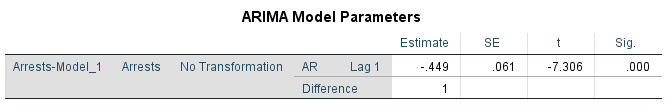 ARIMA Model Parameters
Estimate SE t Sig.
Arrests-Model_1 Arrests No Transformation AR Lag 1 -.449 .061 -7.306 .000
Difference 1